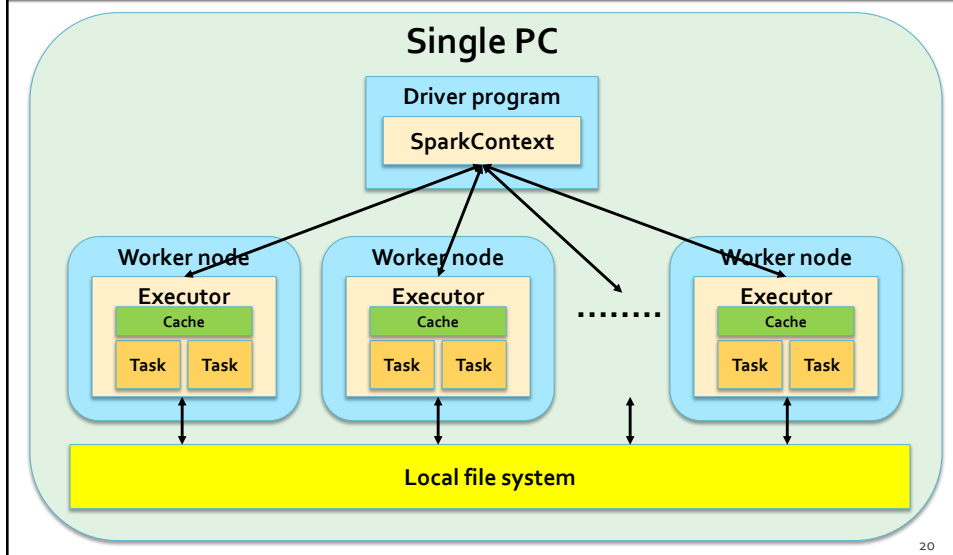 Single PC
Driver program
SparkContext
Worker node
Worker node
Worker node
Executor
Executor
........
Executor
Cache
Cache
Cache
Task Task
Task Task
Task Task
Local file system
20